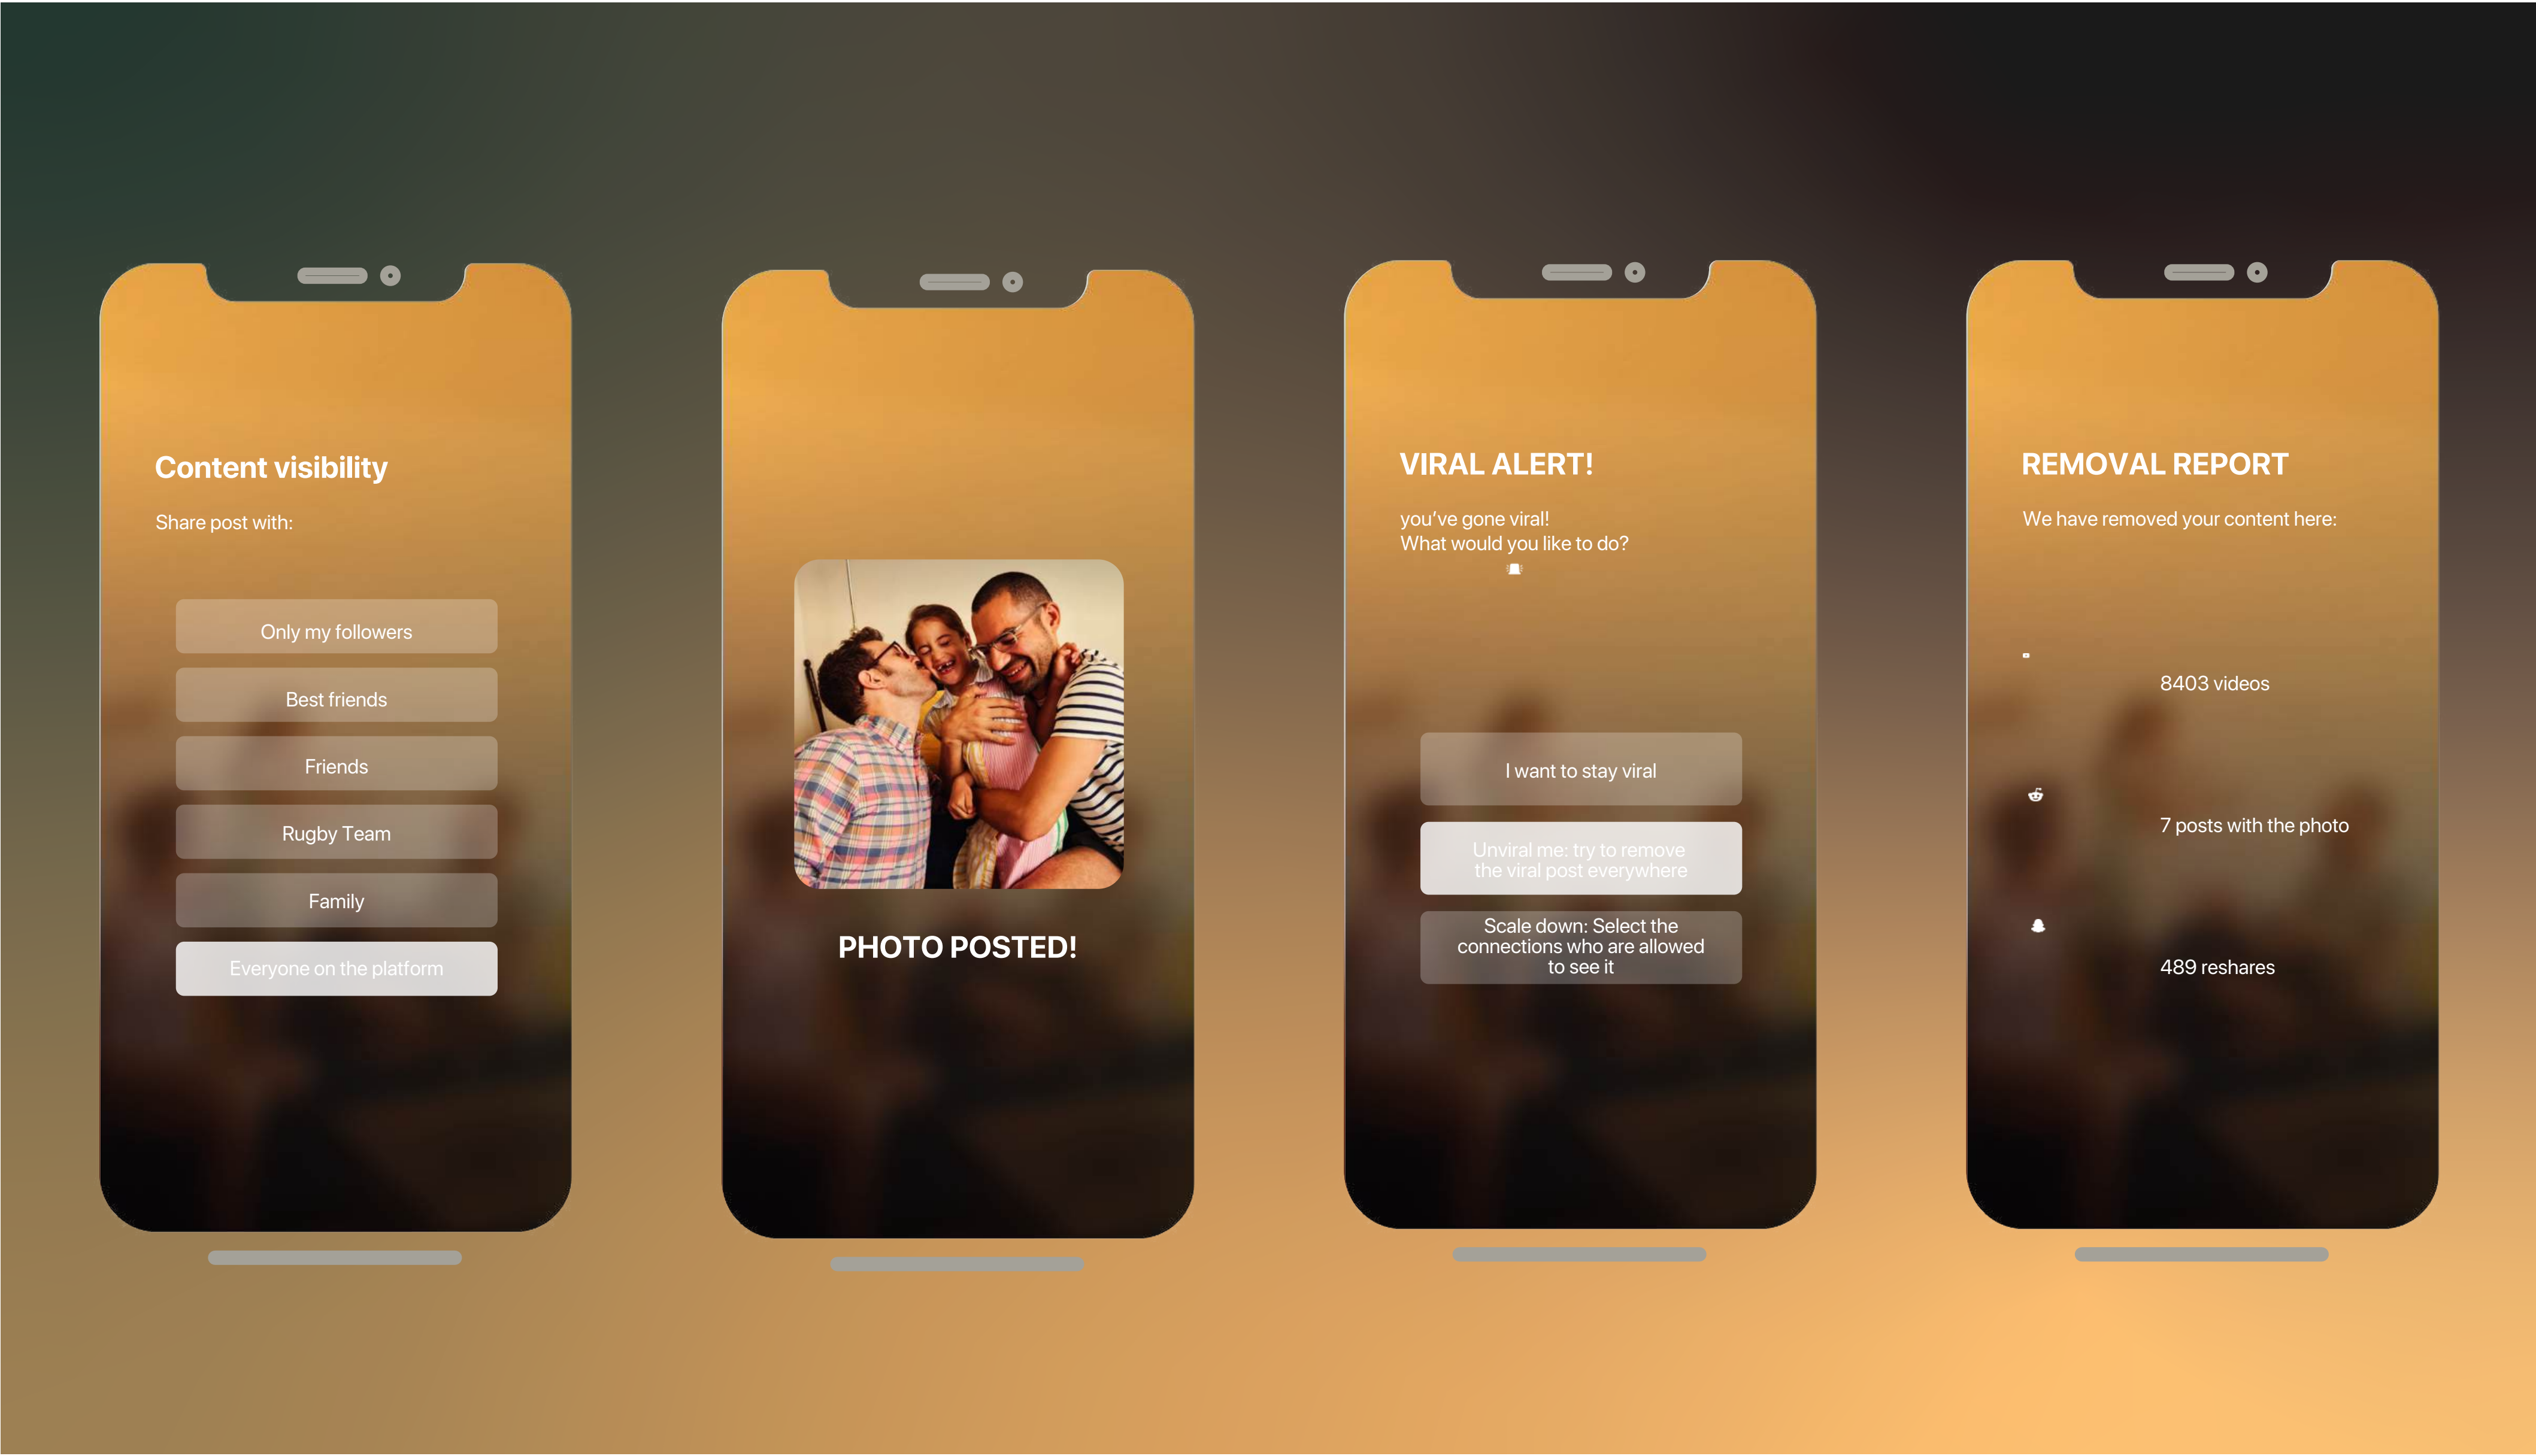 Content visibility
Share post with:
Only my followers
Best friends
Friends
Rugby Team
Family
Everyone on the platform
PHOTO POSTED!
VIRAL ALERT!
you’ve gone viral!
What would you like to do?
I want to stay viral
Unviral me: try to remove
the viral post everywhere
Scale down: Select the
connections who are allowed
to see it
REMOVAL REPORT
We have removed your content here:
8403 videos
7 posts with the photo
489 reshares